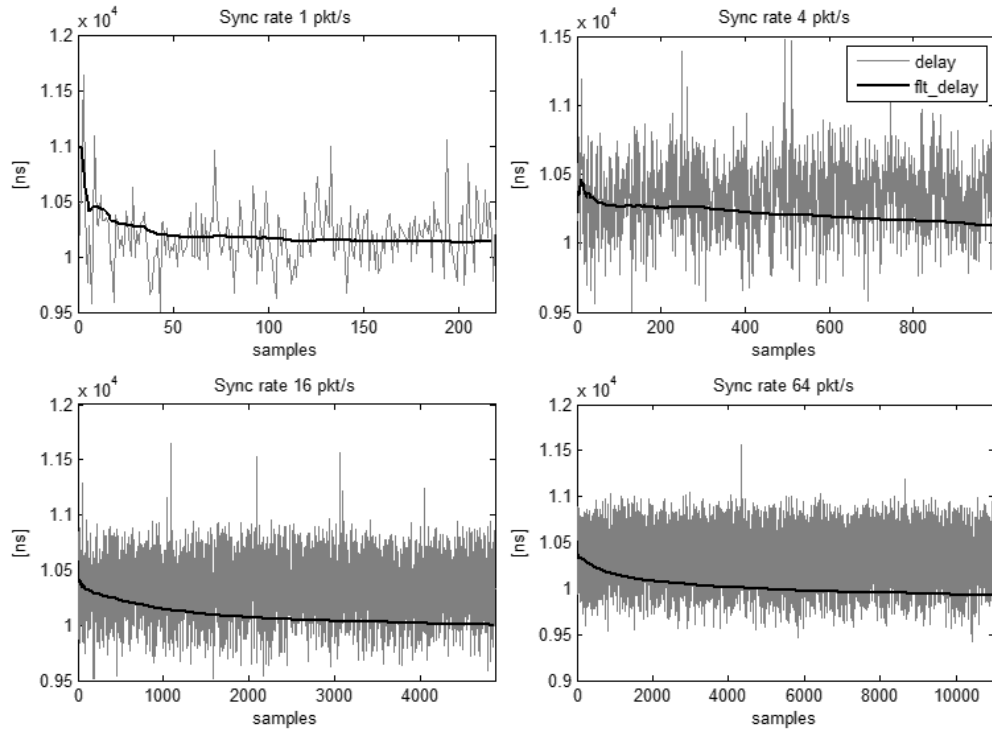 Sync rate 1 pkt/s
x 10^4
1.2
1.15
1.1
1.05
1
0.95
[ns]
0 50 100 150 200
samples
Sync rate 4 pkt/s
x 10^4
1.15
1.1
1.05
1
0.95
[ns]
delay
flt_delay
0 200 400 600 800
samples
Sync rate 16 pkt/s
x 10^4
1.2
1.15
1.1
1.05
1
0.95
[ns]
0 1000 2000 3000 4000
samples
Sync rate 64 pkt/s
x 10^4
1.2
1.15
1.1
1.05
1
0.95
0.9
[ns]
0 2000 4000 6000 8000 10000
samples